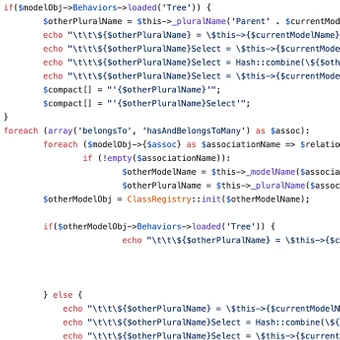 if($modelObj->Behaviors->loaded('Tree')) {
$otherPluralName = $this->_pluralName('Parent' . $currentMod
echo "\t\t\${$otherPluralName} = \$this->{$currentModelName}
echo "\t\t\${$otherPluralName}Select = \$this->{$currentMode
echo "\t\t\${$otherPluralName}Select = Hash::combine(\${$oth
echo "\t\t\${$otherPluralName}Select = \$this->{$currentMode
$compact[] = "'{$otherPluralName}'";
$compact[] = "'{$otherPluralName}Select'";
}
foreach (array('belongsTo', 'hasAndBelongsToMany') as $assoc):
foreach ($modelObj->{$assoc} as $associationName => $relatio
if (!empty($associationName)):
$otherModelName = $this->_modelName($associa
$otherPluralName = $this->_pluralName($assoc
$otherModelObj = ClassRegistry::init($otherModelName);
if($otherModelObj->Behaviors->loaded('Tree')) {
echo "\t\t\${$otherPluralName} = \$this->{$c
} else {
echo "\t\t\${$otherPluralName} = \$this->{$currentModelN
echo "\t\t\${$otherPluralName}Select = Hash::combine(\${
echo "\t\t\${$otherPluralName}Select = \$this->{$current